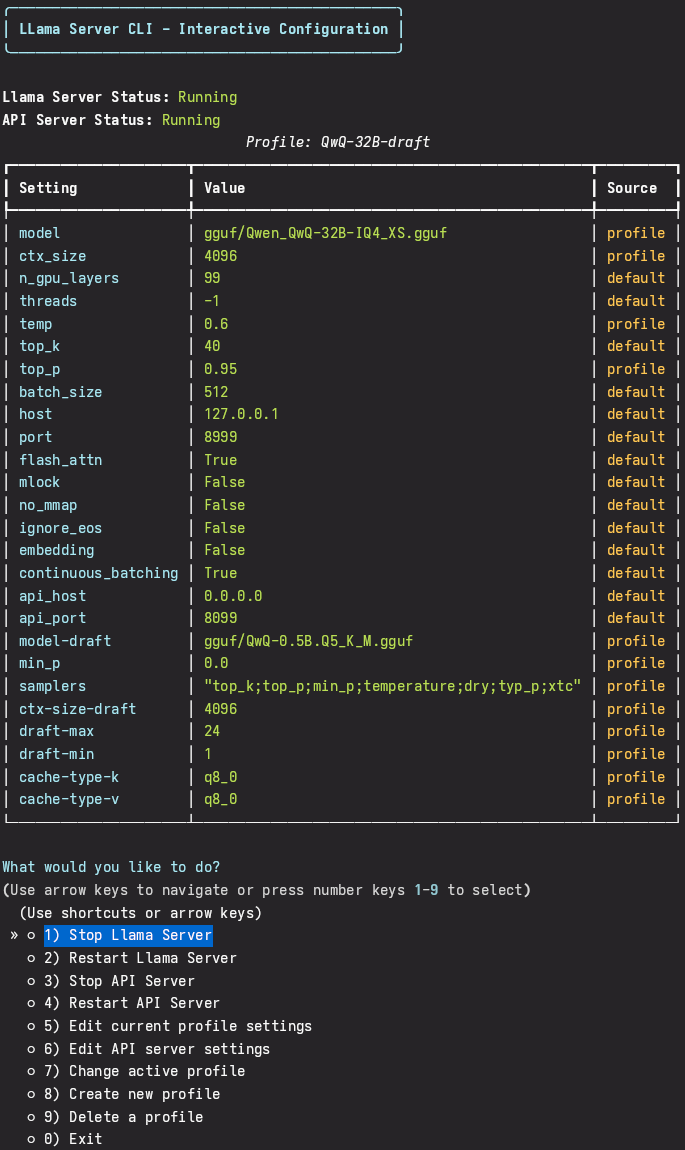 LLama Server CLI - Interactive Configuration
Llama Server Status: Running
API Server Status: Running
Profile: QwQ-32B-draft
Setting Value Source
model gguf/Qwen_QwQ-32B-IQ4_XS.gguf profile
ctx_size 4096 profile
n_gpu_layers 99 default
threads -1 default
temp 0.6 profile
top_k 40 default
top_p 0.95 profile
batch_size 512 default
host 127.0.0.1 default
port 8999 default
flash_attn True default
mlock False default
no_mmap False default
ignore_eos False default
embedding False default
continuous_batching True default
api_host 0.0.0.0 default
api_port 8099 default
model-draft gguf/QwQ-0.5B.Q5_K_M.gguf profile
min_p 0.0 profile
samplers "top_k;top_p;min_p;temperature;dry;typ_p;xtc" profile
ctx-size-draft 4096 profile
draft-max 24 profile
draft-min 1 profile
cache-type-k q8_0 profile
cache-type-v q8_0 profile
What would you like to do?
(Use arrow keys to navigate or press number keys 1-9 to select)
(Use shortcuts or arrow keys)
» ○ 1) Stop Llama Server
○ 2) Restart Llama Server
○ 3) Stop API Server
○ 4) Restart API Server
○ 5) Edit current profile settings
○ 6) Edit API server settings
○ 7) Change active profile
○ 8) Create new profile
○ 9) Delete a profile
○ 0) Exit